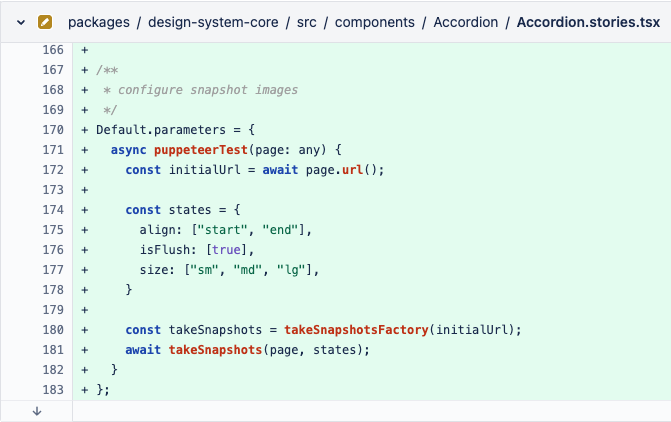 packages / design-system-core / src / components / Accordion / Accordion.stories.tsx
166 +
167 + /**
168 +  * configure snapshot images
169 +  */
170 + Default.parameters = {
171 +   async puppeteerTest(page: any) {
172 +     const initialUrl = await page.url();
173 +
174 +     const states = {
175 +       align: ["start", "end"],
176 +       isFlush: [true],
177 +       size: ["sm", "md", "lg"],
178 +     }
179 +
180 +     const takeSnapshots = takeSnapshotsFactory(initialUrl);
181 +     await takeSnapshots(page, states);
182 +   }
183 + };